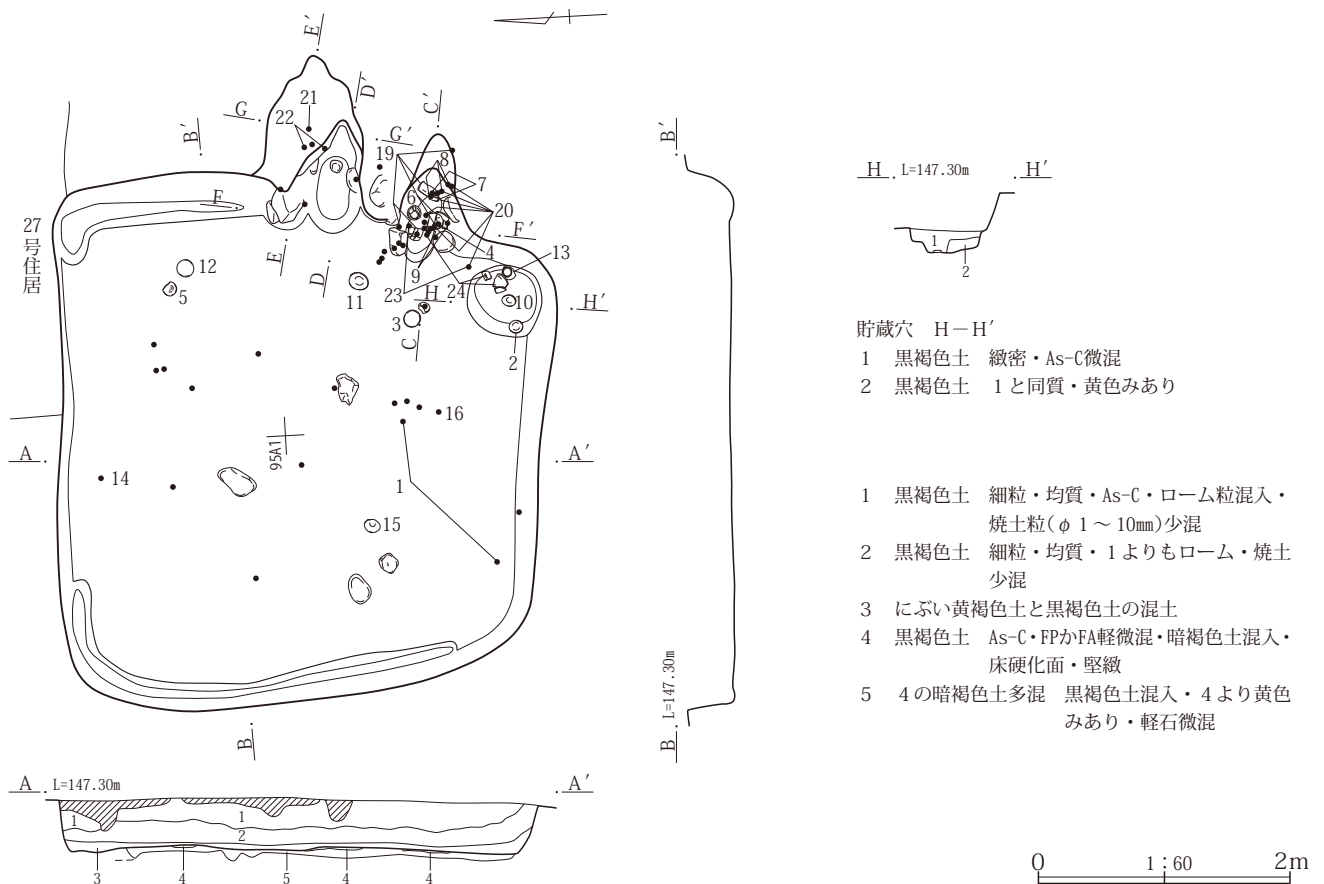 E′
D′
C′
G
21
22
B′
B′
G′
19
8
7
6
20
F
F′
13
4
9
27号住居
12
5
E
D
11
23
H
24
10
H′
3
C
2
16
95A1
A
A′
14
1
15
B
B L=147.30m
A L=147.30m
A′
1
1
2
3
4
5
4
4
H L=147.30m
H′
1
2
貯蔵穴 H－H′
1 黒褐色土 緻密・As-C微混
2 黒褐色土 1と同質・黄色みあり
1 黒褐色土 細粒・均質・As-C・ローム粒混入・
焼土粒(φ1～10㎜)少混
2 黒褐色土 細粒・均質・1よりもローム・焼土
少混
3 にぶい黄褐色土と黒褐色土の混土
4 黒褐色土 As-C・FPかFA軽微混・暗褐色土混入・
床硬化面・堅緻
5 4の暗褐色土多混 黒褐色土混入・4より黄色
みあり・軽石微混
0
1：60
2m